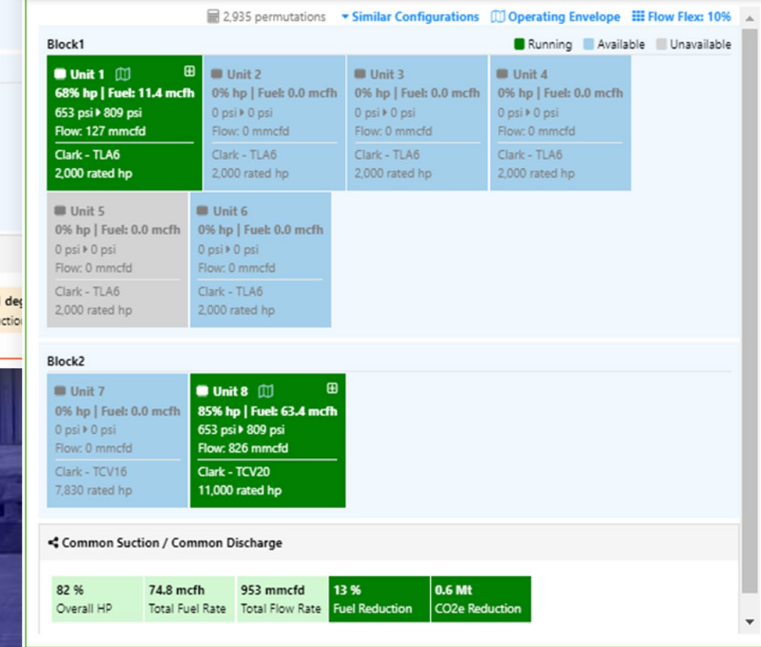 2,935 permutations Similar Configurations Operating Envelope Flow Flex: 10%
Block1
Running Available Unavailable
Unit 1
68% hp | Fuel: 11.4 mcfh
653 psi 809 psi
Flow: 127 mmcfd
Clark - TLA6
2,000 rated hp
Unit 2
0% hp | Fuel: 0.0 mcfh
0 psi 0 psi
Flow: 0 mmcfd
Clark - TLA6
2,000 rated hp
Unit 3
0% hp | Fuel: 0.0 mcfh
0 psi 0 psi
Flow: 0 mmcfd
Clark - TLA6
2,000 rated hp
Unit 4
0% hp | Fuel: 0.0 mcfh
0 psi 0 psi
Flow: 0 mmcfd
Clark - TLA6
2,000 rated hp
Unit 5
0% hp | Fuel: 0.0 mcfh
0 psi 0 psi
Flow: 0 mmcfd
Clark - TLA6
2,000 rated hp
Unit 6
0% hp | Fuel: 0.0 mcfh
0 psi 0 psi
Flow: 0 mmcfd
Clark - TLA6
2,000 rated hp
Block2
Unit 7
0% hp | Fuel: 0.0 mcfh
0 psi 0 psi
Flow: 0 mmcfd
Clark - TCV16
7,830 rated hp
Unit 8
85% hp | Fuel: 63.4 mcfh
653 psi 809 psi
Flow: 826 mmcfd
Clark - TCV20
11,000 rated hp
Common Suction / Common Discharge
82 %
Overall HP
74.8 mcfh
Total Fuel Rate
953 mmcfd
Total Flow Rate
13 %
Fuel Reduction
0.6 Mt
CO2e Reduction